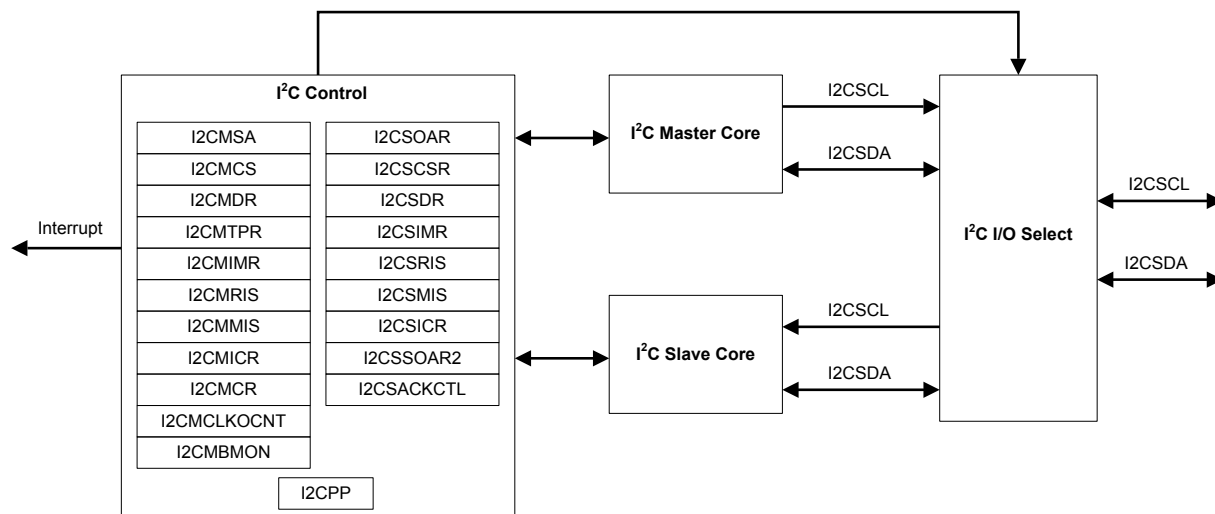 I²C Control
I2CMSA
I2CMCS
I2CMDR
I2CMTPR
I2CMIMR
I2CMRIS
I2CMMIS
I2CMICR
I2CMCR
I2CMCLKOCNT
I2CMBMON
I2CSOAR
I2CSCSR
I2CSDR
I2CSIMR
I2CSRIS
I2CSMIS
I2CSICR
I2CSSOAR2
I2CSACKCTL
I2CPP
Interrupt
I²C Master Core
I2CSCL
I2CSDA
I²C Slave Core
I2CSCL
I2CSDA
I²C I/O Select
I2CSCL
I2CSDA